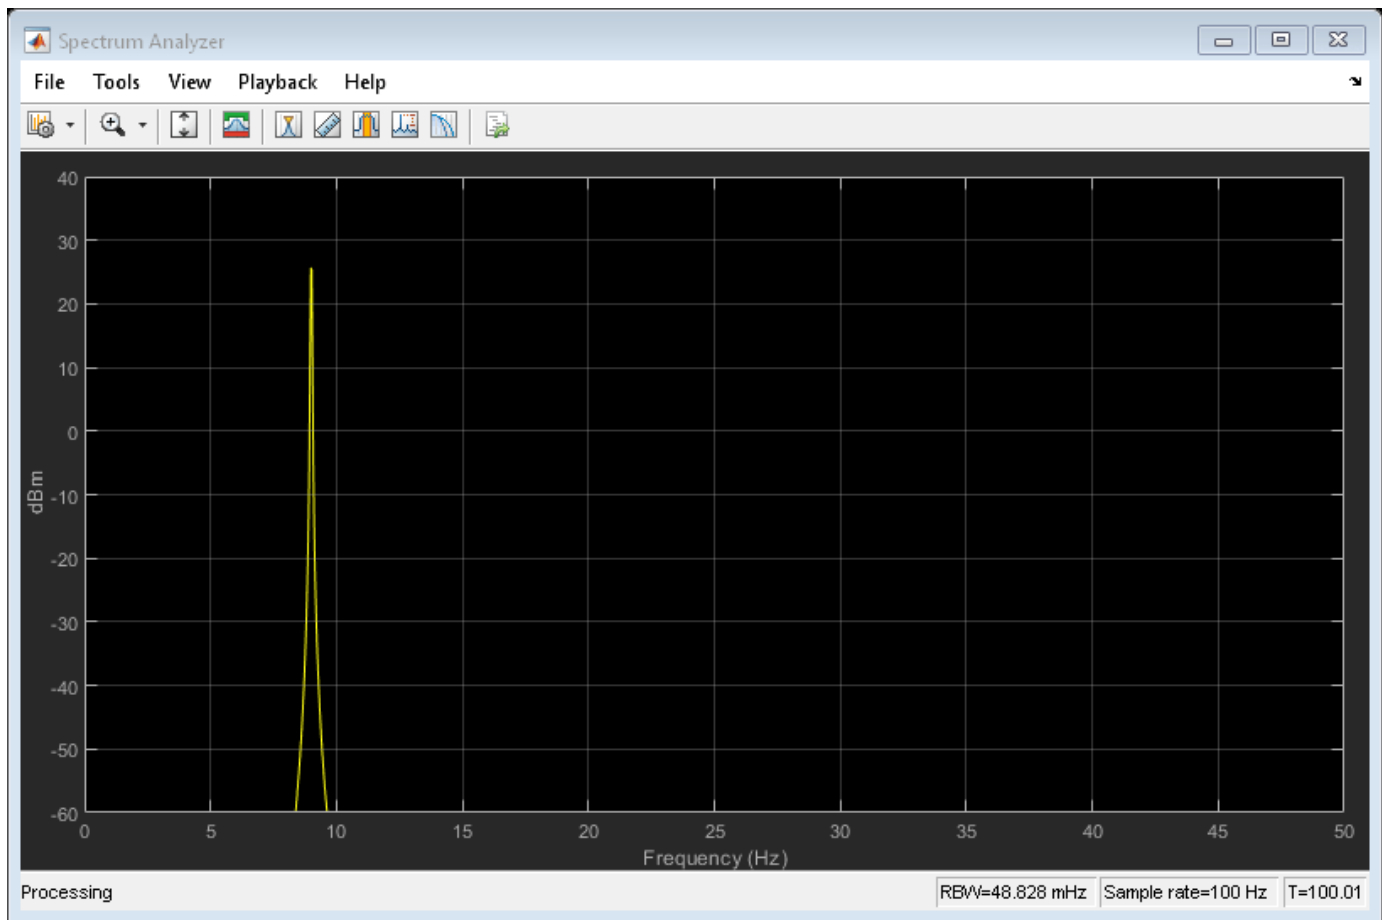 Spectrum Analyzer
File Tools View Playback Help
40
30
20
10
0
-10
-20
-30
-40
-50
-60
dBm
0 5 10 15 20 25 30 35 40 45 50
Frequency (Hz)
Processing RBW=48.828 mHz Sample rate=100 Hz T=100.01